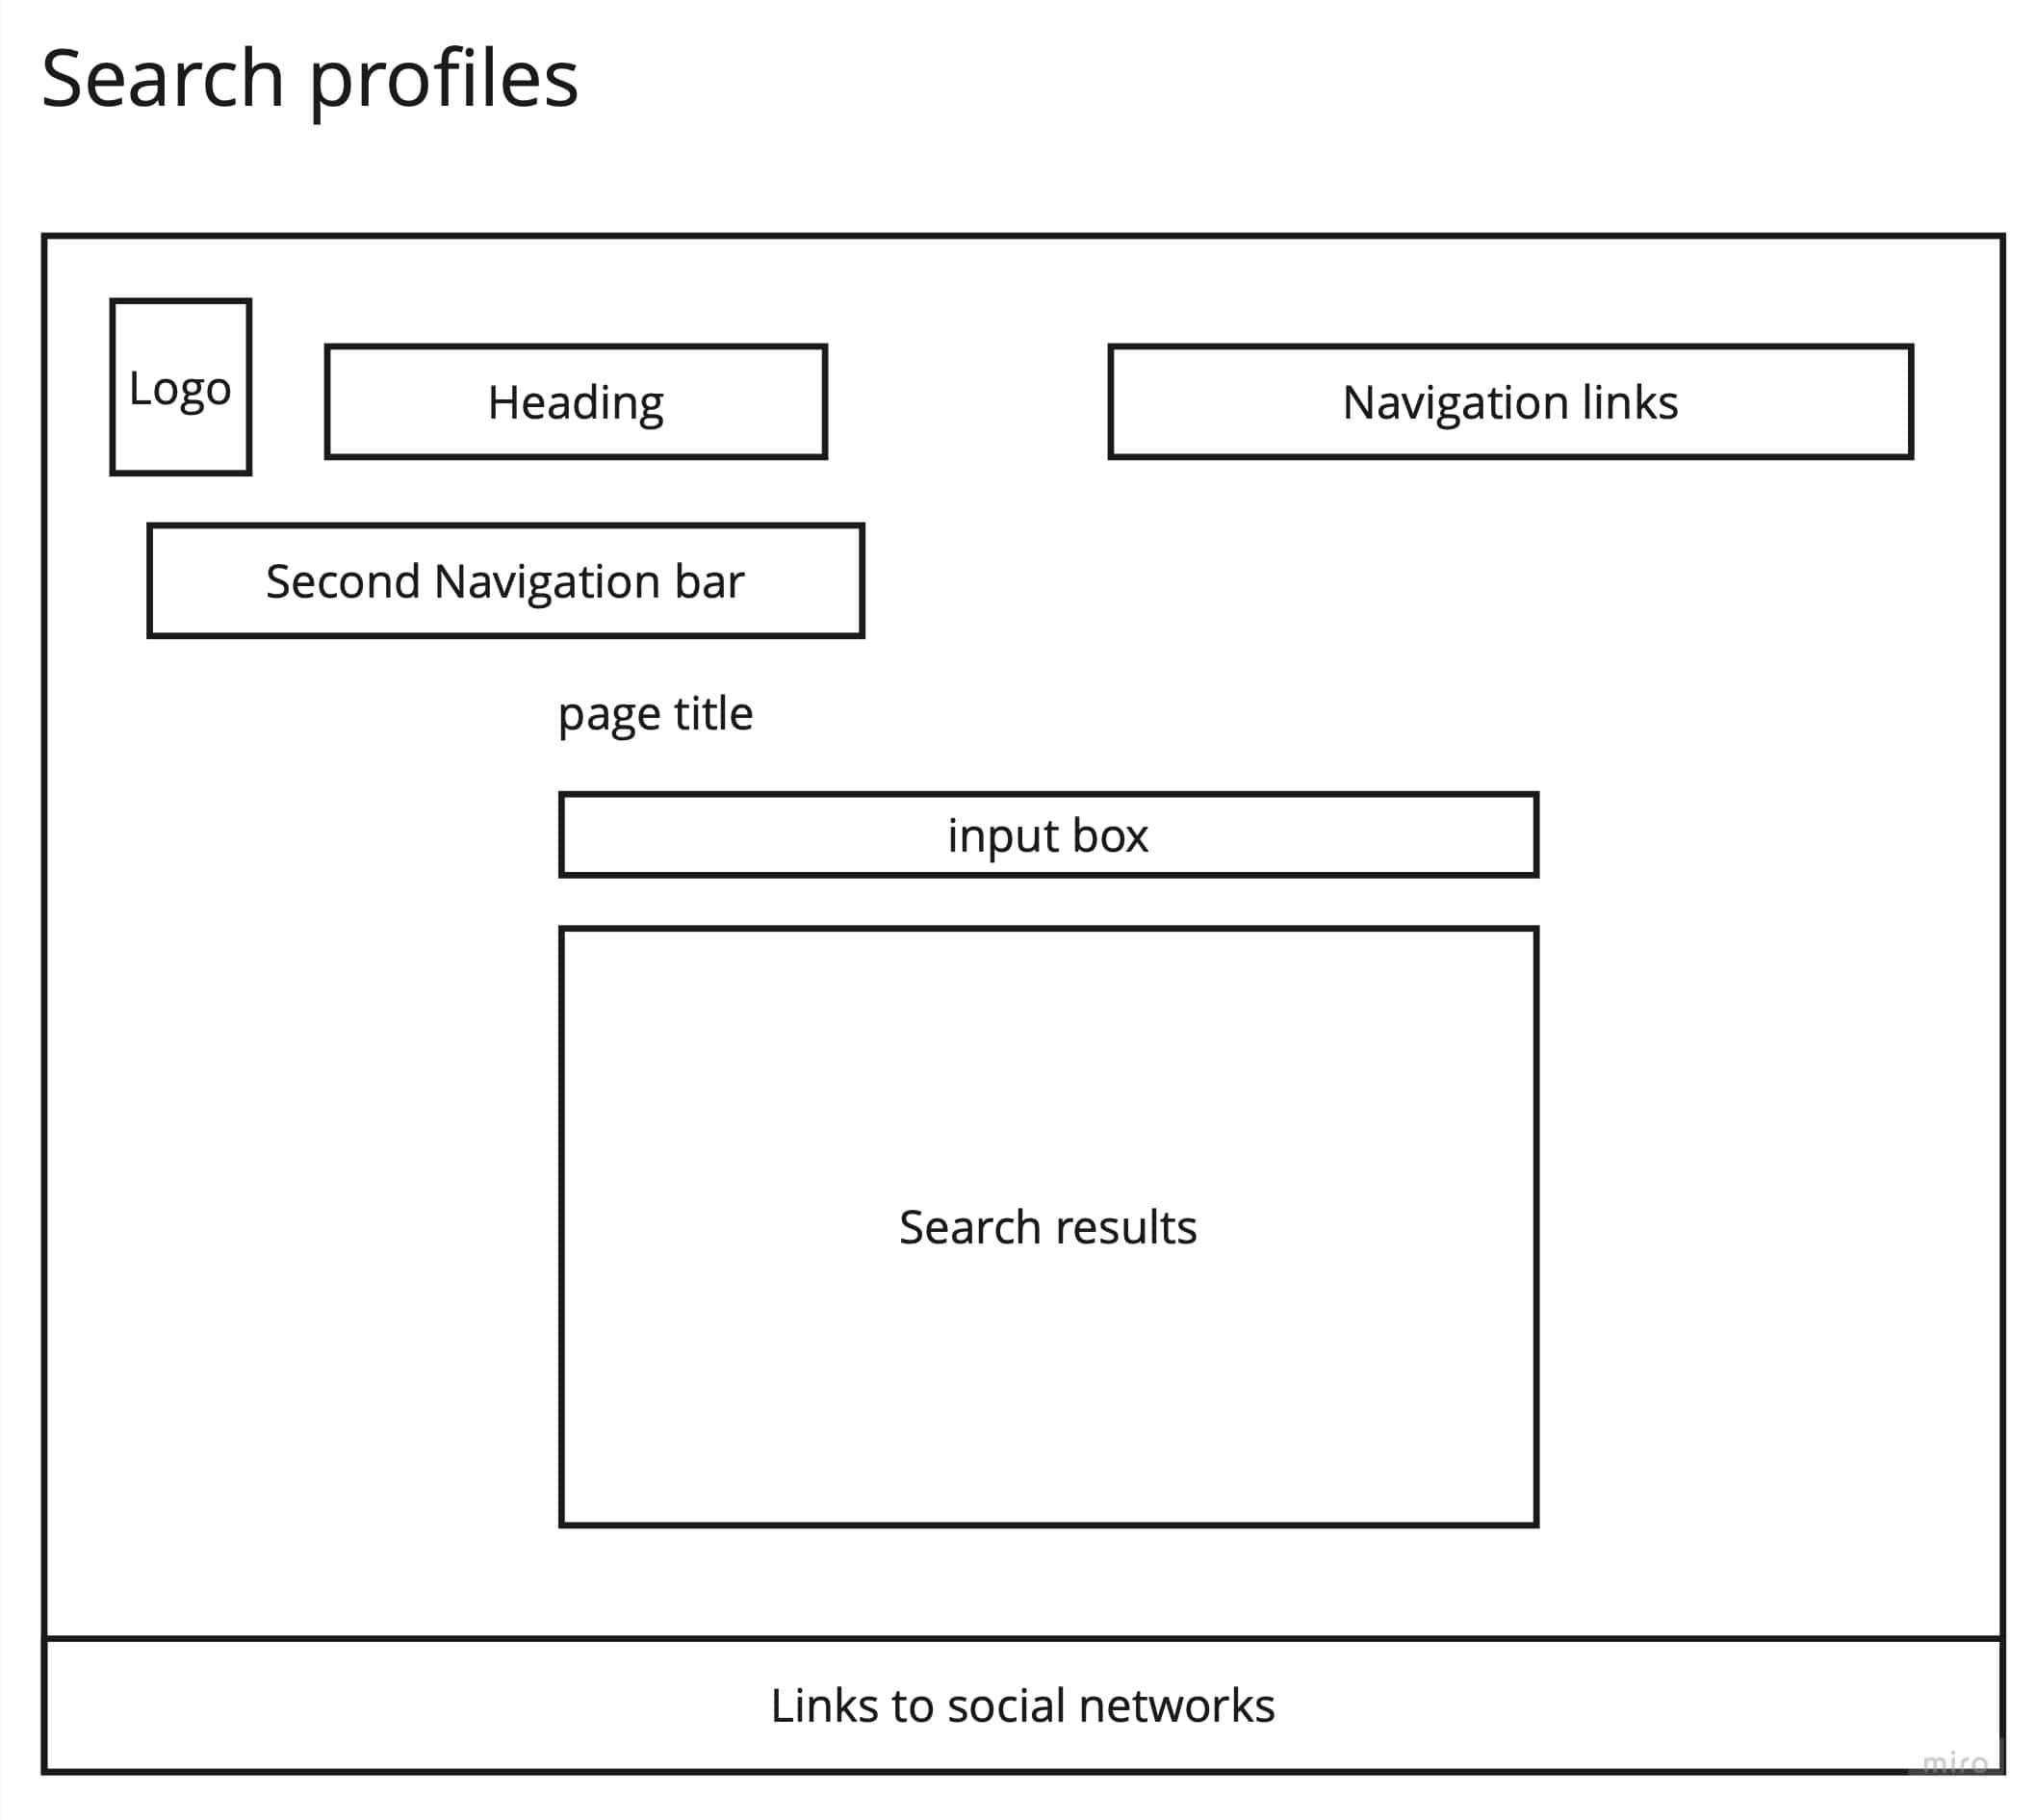 Search profiles
Logo
Heading
Navigation links
Second Navigation bar
page title
input box
Search results
Links to social networks
miro